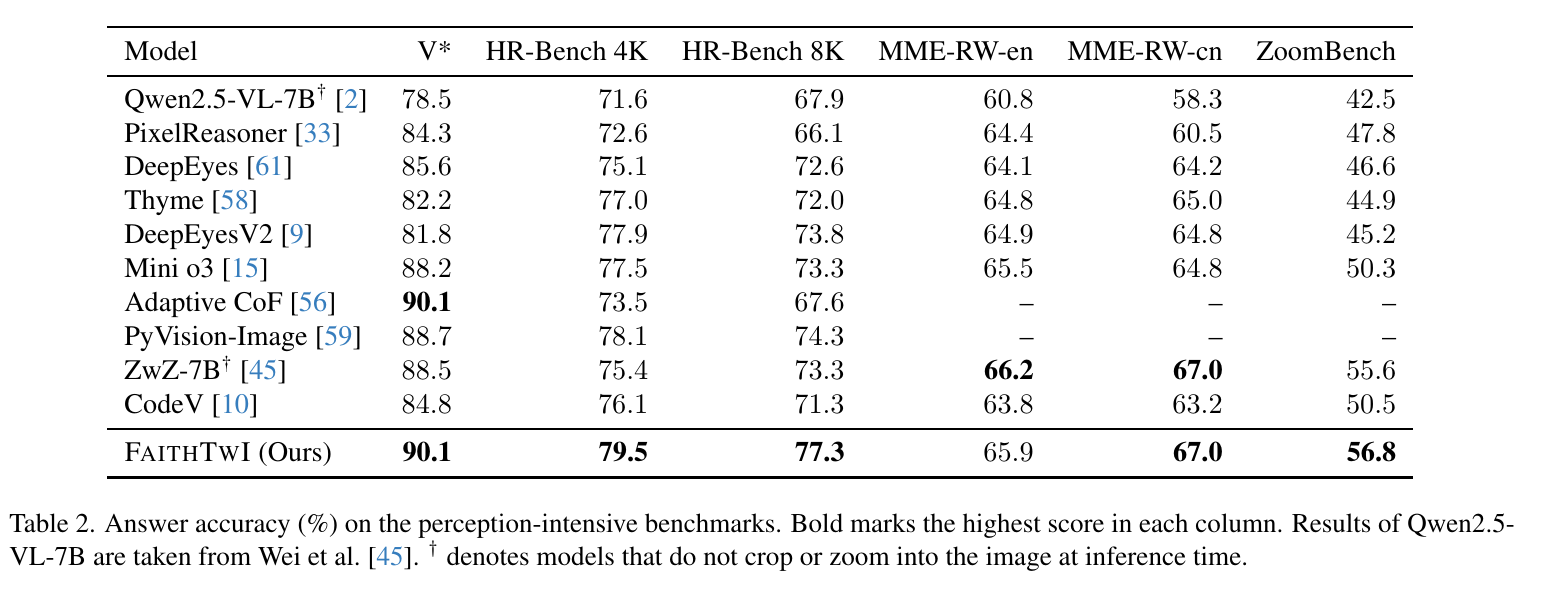 Model V* HR-Bench 4K HR-Bench 8K MME-RW-en MME-RW-cn ZoomBench
Qwen2.5-VL-7B† [2] 78.5 71.6 67.9 60.8 58.3 42.5
PixelReasoner [33] 84.3 72.6 66.1 64.4 60.5 47.8
DeepEyes [61] 85.6 75.1 72.6 64.1 64.2 46.6
Thyme [58] 82.2 77.0 72.0 64.8 65.0 44.9
DeepEyesV2 [9] 81.8 77.9 73.8 64.9 64.8 45.2
Mini o3 [15] 88.2 77.5 73.3 65.5 64.8 50.3
Adaptive CoF [56] 90.1 73.5 67.6 – – –
PyVision-Image [59] 88.7 78.1 74.3 – – –
ZwZ-7B† [45] 88.5 75.4 73.3 66.2 67.0 55.6
CodeV [10] 84.8 76.1 71.3 63.8 63.2 50.5
FAITHTWI (Ours) 90.1 79.5 77.3 65.9 67.0 56.8
Table 2. Answer accuracy (%) on the perception-intensive benchmarks. Bold marks the highest score in each column. Results of Qwen2.5-
VL-7B are taken from Wei et al. [45]. † denotes models that do not crop or zoom into the image at inference time.